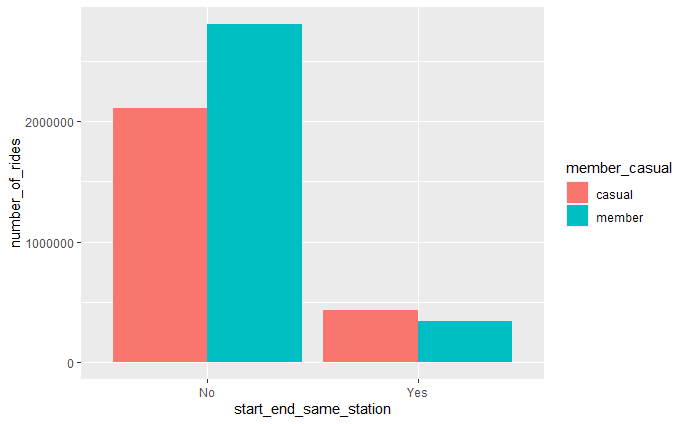 number_of_rides
2000000
1000000
0
No
Yes
start_end_same_station
member_casual
casual
member